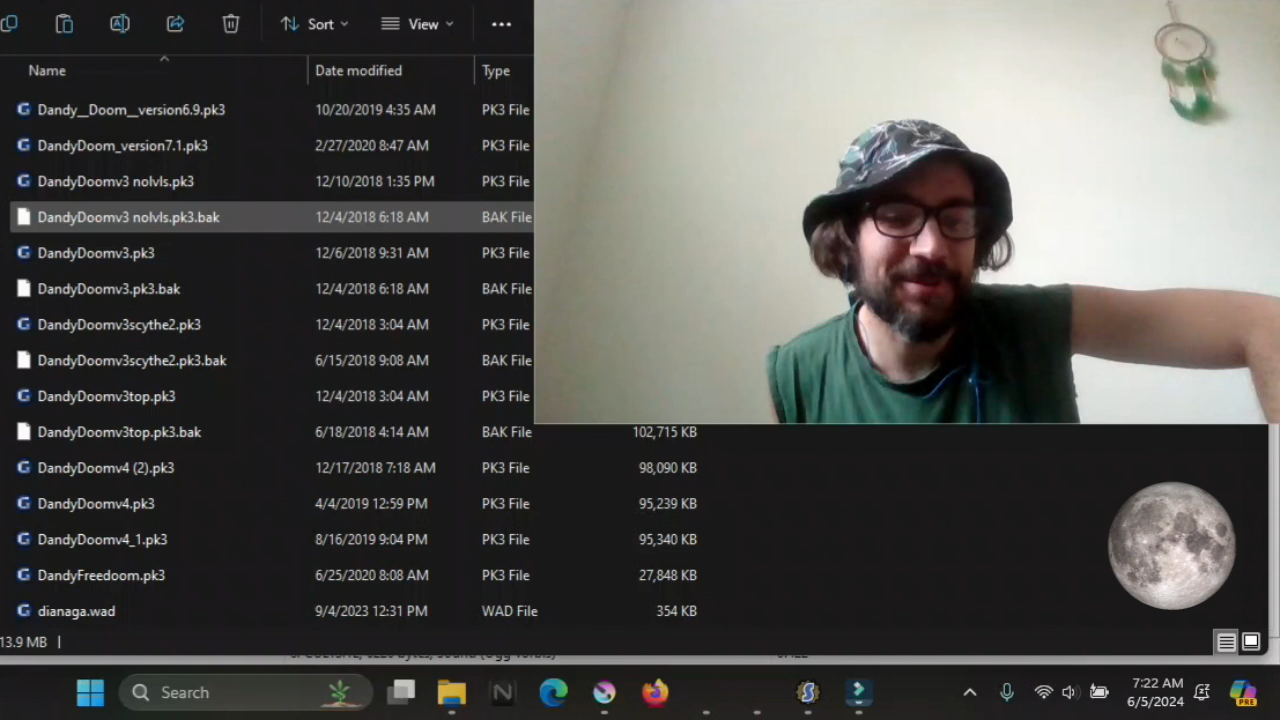 Sort View
Name Date modified Type
Dandy__Doom__version6.9.pk3 10/20/2019 4:35 AM PK3 File
DandyDoom_version7.1.pk3 2/27/2020 8:47 AM PK3 File
DandyDoomv3 nolvls.pk3 12/10/2018 1:35 PM PK3 File
DandyDoomv3 nolvls.pk3.bak 12/4/2018 6:18 AM BAK File
DandyDoomv3.pk3 12/6/2018 9:31 AM PK3 File
DandyDoomv3.pk3.bak 12/4/2018 6:18 AM BAK File
DandyDoomv3scythe2.pk3 12/4/2018 3:04 AM PK3 File
DandyDoomv3scythe2.pk3.bak 6/15/2018 9:08 AM BAK File
DandyDoomv3top.pk3 12/4/2018 3:04 AM PK3 File
DandyDoomv3top.pk3.bak 6/18/2018 4:14 AM BAK File 102,715 KB
DandyDoomv4 (2).pk3 12/17/2018 7:18 AM PK3 File 98,090 KB
DandyDoomv4.pk3 4/4/2019 12:59 PM PK3 File 95,239 KB
DandyDoomv4_1.pk3 8/16/2019 9:04 PM PK3 File 95,340 KB
DandyFreedoom.pk3 6/25/2020 8:08 AM PK3 File 27,848 KB
dianaga.wad 9/4/2023 12:31 PM WAD File 354 KB
13.9 MB
Search
7:22 AM
6/5/2024
PRE